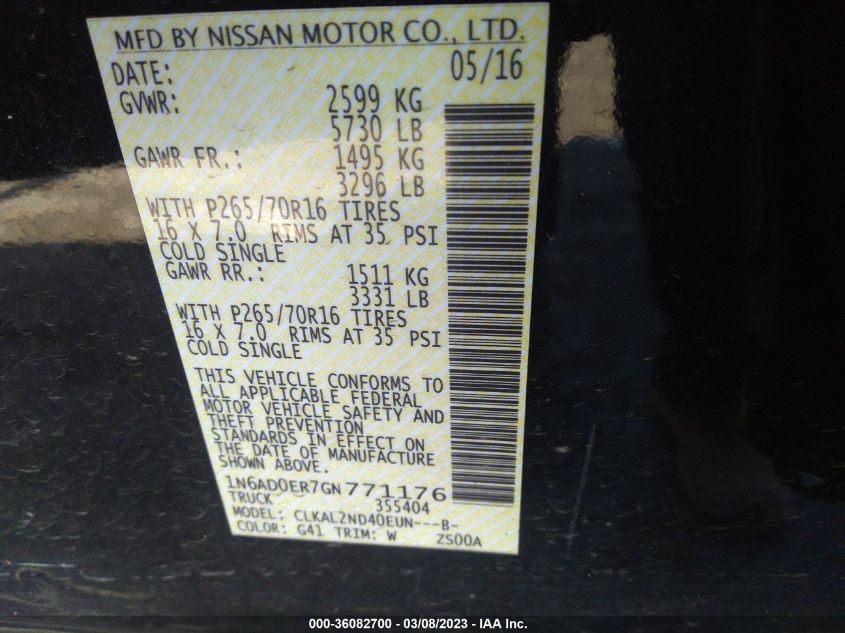 MFD BY NISSAN MOTOR CO., LTD.
DATE: 05/16
GVWR: 2599 KG
5730 LB
GAWR FR.: 1495 KG
3296 LB
WITH P265/70R16 TIRES
16 X 7.0 RIMS AT 35 PSI
COLD SINGLE
GAWR RR.: 1511 KG
3331 LB
WITH P265/70R16 TIRES
16 X 7.0 RIMS AT 35 PSI
COLD SINGLE
THIS VEHICLE CONFORMS TO
ALL APPLICABLE FEDERAL
MOTOR VEHICLE SAFETY AND
THEFT PREVENTION
STANDARDS IN EFFECT ON
THE DATE OF MANUFACTURE
SHOWN ABOVE.
1N6AD0ER7GN771176
TRUCK 355404
MODEL: CLKAL2ND40EUN---B-
COLOR: G41 TRIM: W ZS00A
000-36082700 - 03/08/2023 - IAA Inc.